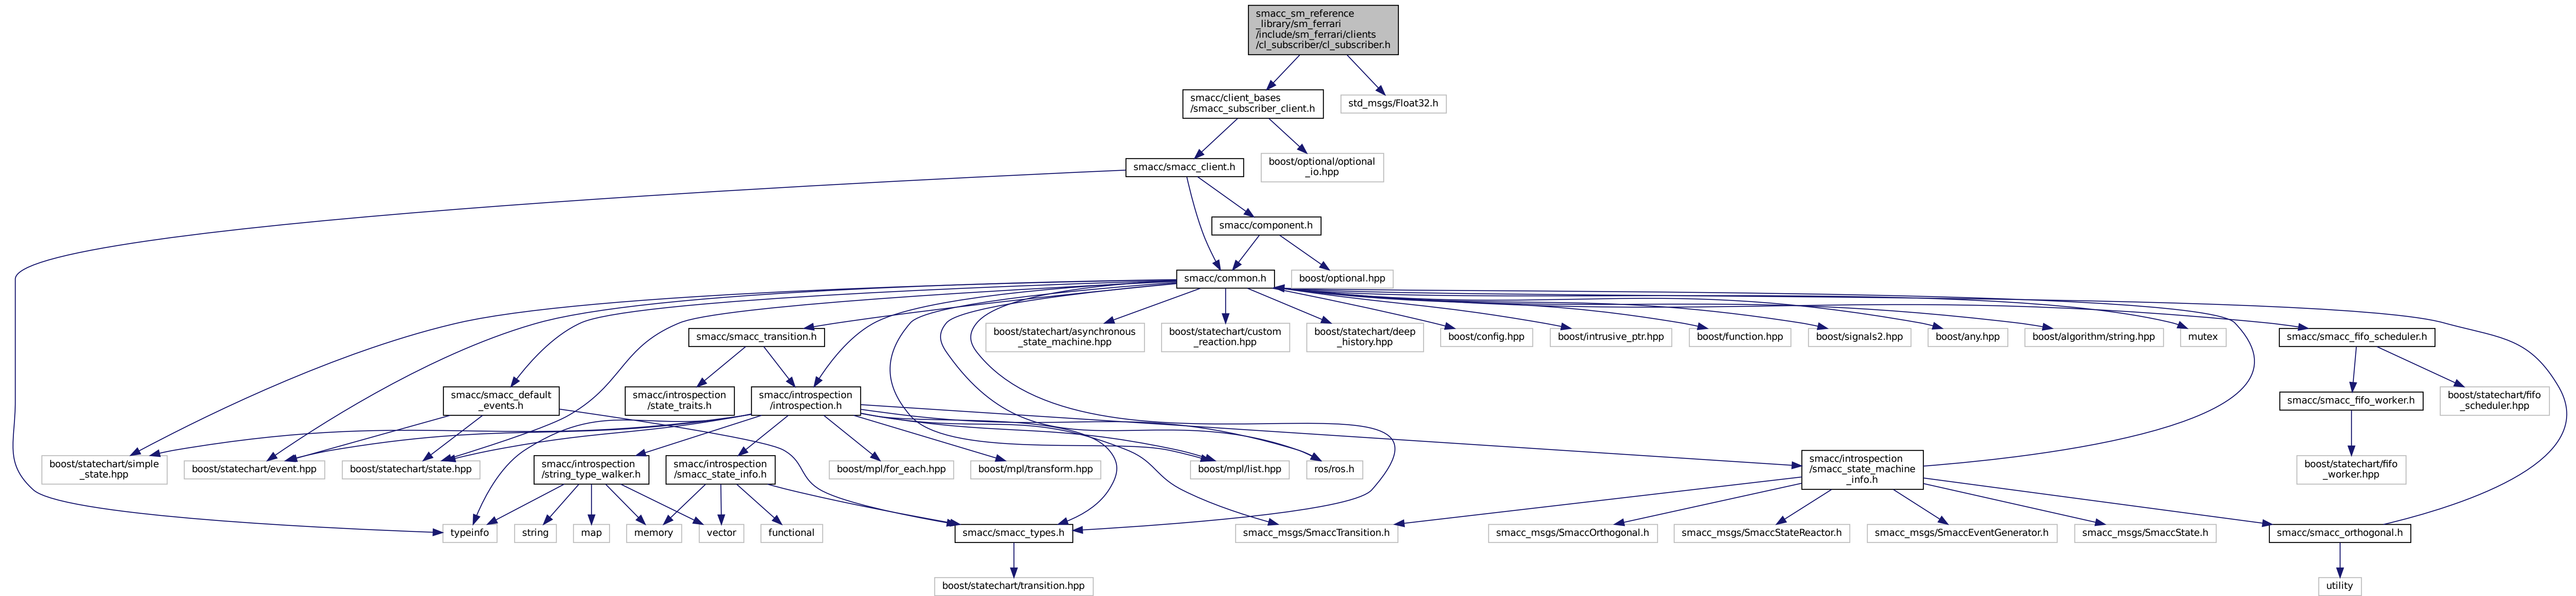 smacc_sm_reference
_library/sm_ferrari
/include/sm_ferrari/clients
/cl_subscriber/cl_subscriber.h
smacc/client_bases
/smacc_subscriber_client.h
std_msgs/Float32.h
smacc/smacc_client.h
boost/optional/optional
_io.hpp
smacc/component.h
smacc/common.h
boost/optional.hpp
smacc/smacc_transition.h
boost/statechart/asynchronous
_state_machine.hpp
boost/statechart/custom
_reaction.hpp
boost/statechart/deep
_history.hpp
boost/config.hpp
boost/intrusive_ptr.hpp
boost/function.hpp
boost/signals2.hpp
boost/any.hpp
boost/algorithm/string.hpp
mutex
smacc/smacc_fifo_scheduler.h
smacc/smacc_default
_events.h
smacc/introspection
/state_traits.h
smacc/introspection
/introspection.h
smacc/smacc_fifo_worker.h
boost/statechart/fifo
_scheduler.hpp
boost/statechart/simple
_state.hpp
boost/statechart/event.hpp
boost/statechart/state.hpp
smacc/introspection
/string_type_walker.h
smacc/introspection
/smacc_state_info.h
boost/mpl/for_each.hpp
boost/mpl/transform.hpp
boost/mpl/list.hpp
ros/ros.h
smacc/introspection
/smacc_state_machine
_info.h
boost/statechart/fifo
_worker.hpp
typeinfo
string
map
memory
vector
functional
smacc/smacc_types.h
smacc_msgs/SmaccTransition.h
smacc_msgs/SmaccOrthogonal.h
smacc_msgs/SmaccStateReactor.h
smacc_msgs/SmaccEventGenerator.h
smacc_msgs/SmaccState.h
smacc/smacc_orthogonal.h
boost/statechart/transition.hpp
utility